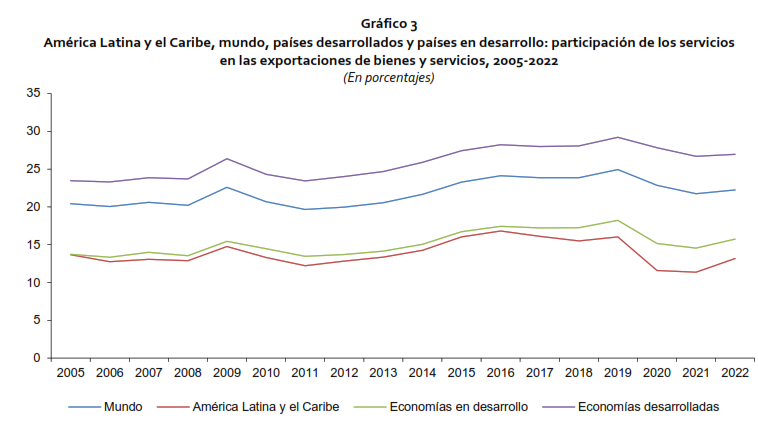 Gráfico 3
América Latina y el Caribe, mundo, países desarrollados y países en desarrollo: participación de los servicios
en las exportaciones de bienes y servicios, 2005-2022
(En porcentajes)
35
30
25
20
15
10
5
0
2005 2006 2007 2008 2009 2010 2011 2012 2013 2014 2015 2016 2017 2018 2019 2020 2021 2022
Mundo América Latina y el Caribe Economías en desarrollo Economías desarrolladas